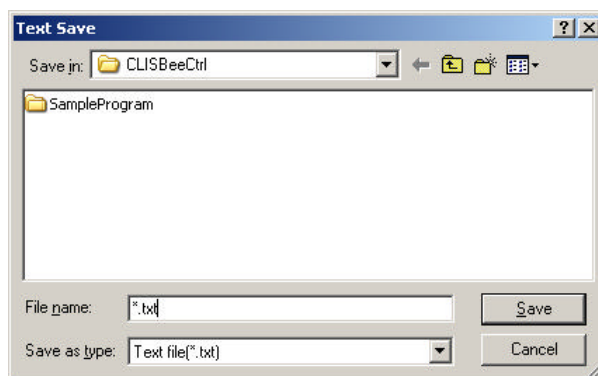 Text Save
Save in: CLISBeeCtrl
SampleProgram
File name: *.txt
Save
Save as type: Text file(*.txt)
Cancel